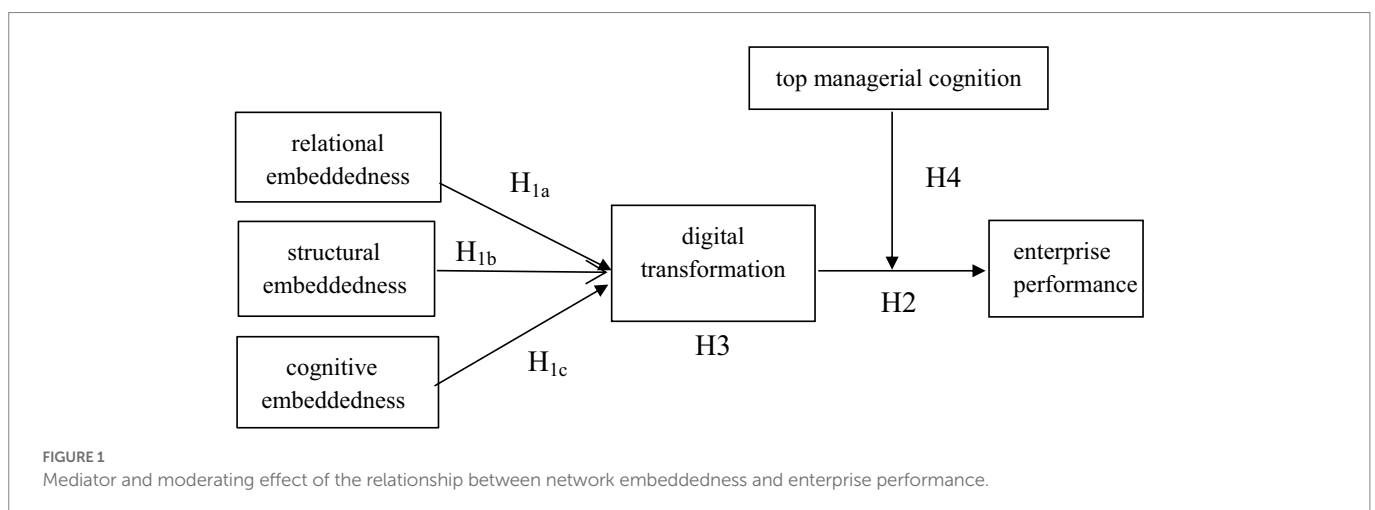 top managerial cognition
relational
embeddedness
H1a
H4
structural
embeddedness
H1b
digital
transformation
enterprise
performance
H2
H3
cognitive
embeddedness
H1c
FIGURE 1
Mediator and moderating effect of the relationship between network embeddedness and enterprise performance.